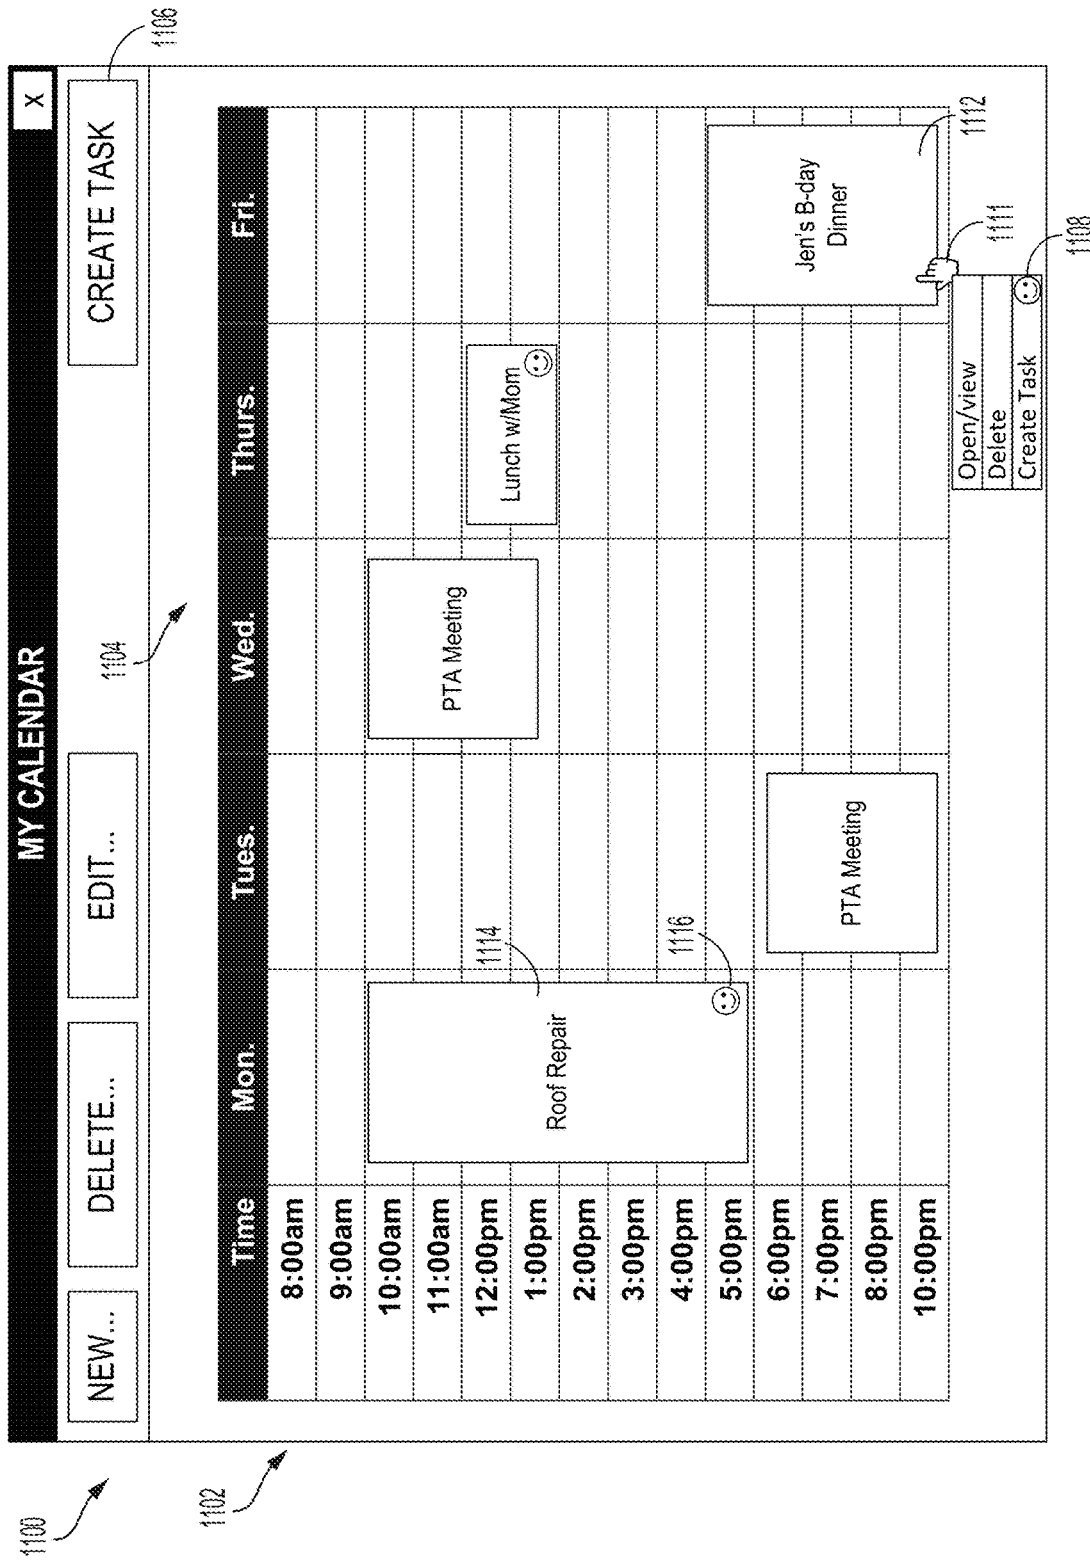 1100
MY CALENDAR
X
NEW...
DELETE...
EDIT...
CREATE TASK
1106
1102
1104
Time
Mon.
Tues.
Wed.
Thurs.
Fri.
8:00am
9:00am
10:00am
11:00am
12:00pm
1:00pm
2:00pm
3:00pm
4:00pm
5:00pm
6:00pm
7:00pm
8:00pm
10:00pm
Roof Repair
1114
1116
PTA Meeting
PTA Meeting
Lunch w/Mom
Jen's B-day
Dinner
1112
1111
Open/view
Delete
Create Task
1108